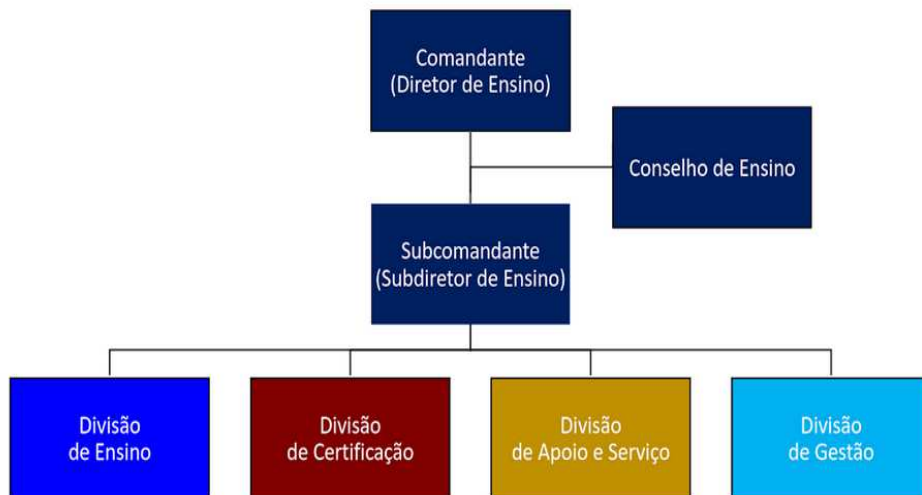 Comandante
(Diretor de Ensino)
Conselho de Ensino
Subcomandante
(Subdiretor de Ensino)
Divisão
de Ensino
Divisão
de Certificação
Divisão
de Apoio e Serviço
Divisão
de Gestão